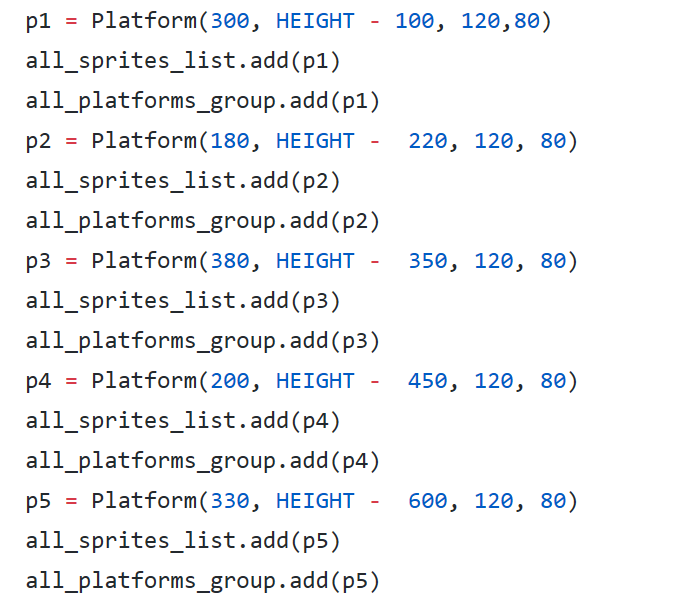 p1 = Platform(300, HEIGHT - 100, 120,80)
all_sprites_list.add(p1)
all_platforms_group.add(p1)
p2 = Platform(180, HEIGHT -  220, 120, 80)
all_sprites_list.add(p2)
all_platforms_group.add(p2)
p3 = Platform(380, HEIGHT -  350, 120, 80)
all_sprites_list.add(p3)
all_platforms_group.add(p3)
p4 = Platform(200, HEIGHT -  450, 120, 80)
all_sprites_list.add(p4)
all_platforms_group.add(p4)
p5 = Platform(330, HEIGHT -  600, 120, 80)
all_sprites_list.add(p5)
all_platforms_group.add(p5)